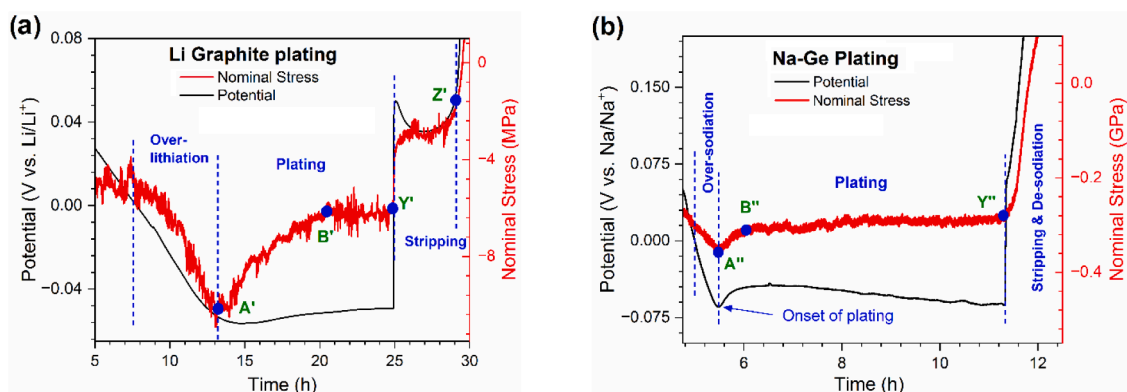 (a)
Li Graphite plating
Nominal Stress
Potential
Over-
lithiation
Plating
Stripping
A'
B'
Y'
Z'
0.08
0.04
0.00
−0.04
Potential (V vs. Li/Li⁺)
5 10 15 20 25 30
Time (h)
0
−4
−10
Nominal Stress (MPa)
(b)
Na-Ge Plating
Potential
Nominal Stress
Over-sodiation
Plating
Stripping & De-sodiation
A"
B"
Y"
Onset of plating
0.150
0.075
0.000
−0.075
Potential (V vs. Na/Na⁺)
6 8 10 12
Time (h)
0.0
−0.2
−0.4
Nominal Stress (GPa)